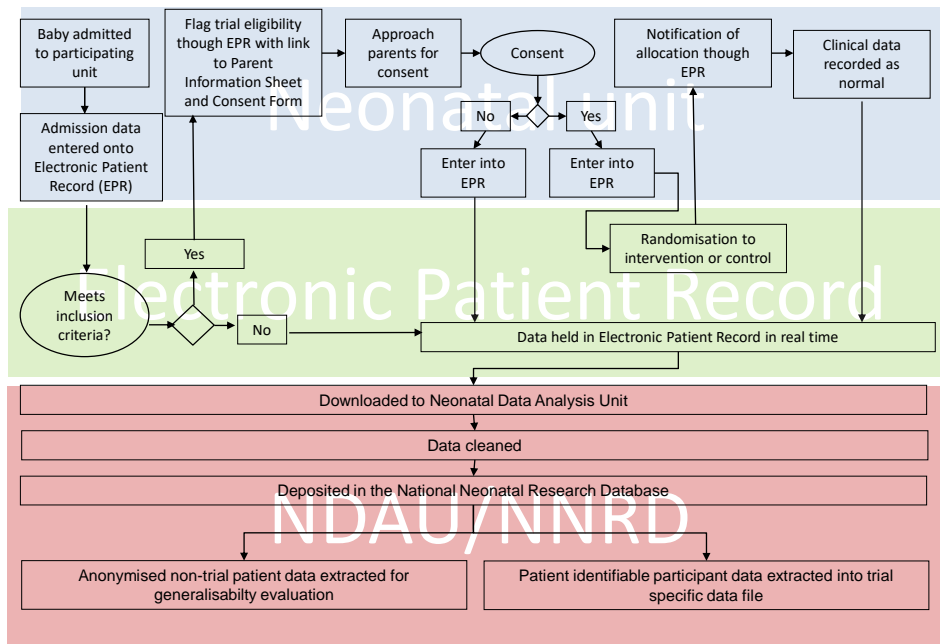 Baby admitted
to participating
unit
Flag trial eligibility
though EPR with link
to Parent
Information Sheet
and Consent Form
Approach
parents for
consent
Consent
Notification of
allocation though
EPR
Clinical data
recorded as
normal
Neonatal unit
No
Yes
Admission data
entered onto
Electronic Patient
Record (EPR)
Enter into
EPR
Enter into
EPR
Yes
Randomisation to
intervention or control
Electronic Patient Record
Meets
inclusion
criteria?
No
Data held in Electronic Patient Record in real time
Downloaded to Neonatal Data Analysis Unit
Data cleaned
Deposited in the National Neonatal Research Database
NDAU/NNRD
Anonymised non-trial patient data extracted for
generalisabilty evaluation
Patient identifiable participant data extracted into trial
specific data file